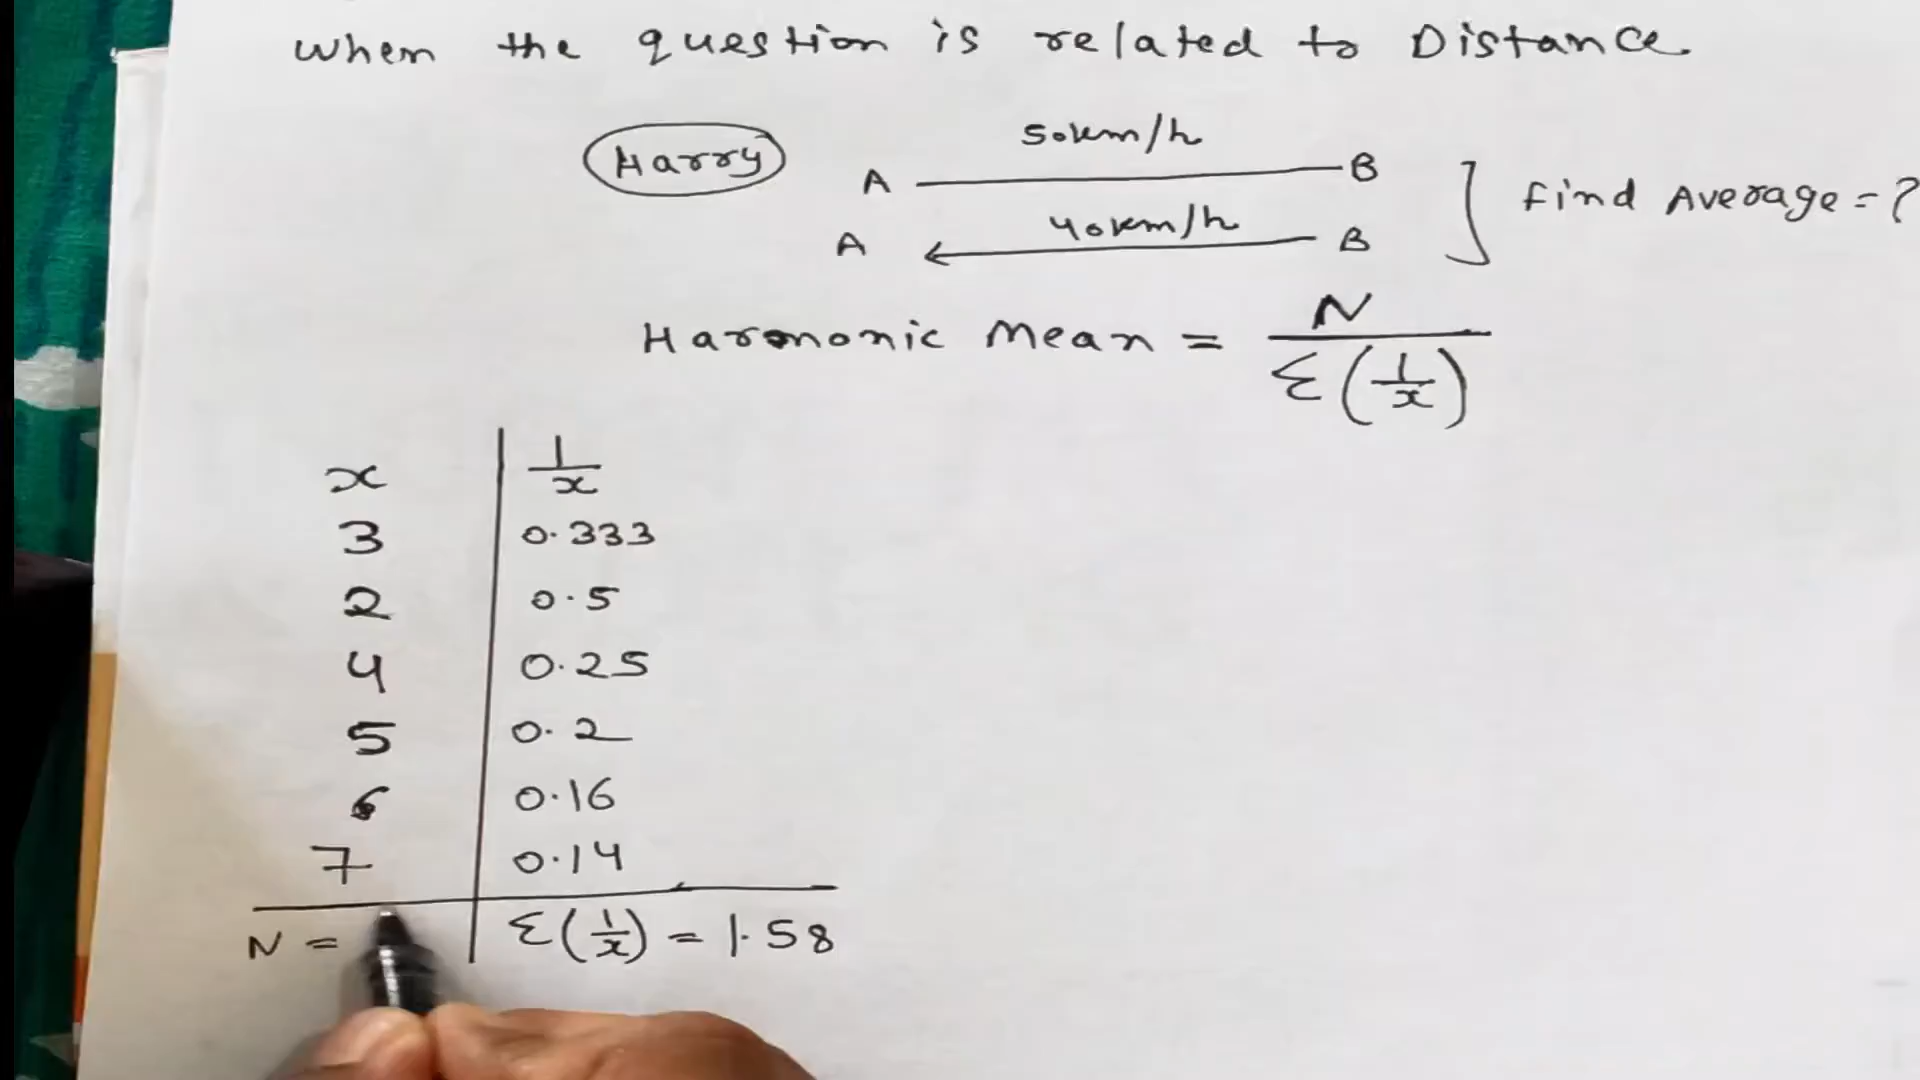 When the question is related to Distance
Harry A 50km/h B
A 40km/h B
Find Average = ?
Harmonic Mean = N / Σ(1/x)
x 1/x
3 0.333
2 0.5
4 0.25
5 0.2
6 0.16
7 0.14
N = Σ(1/x) = 1.58